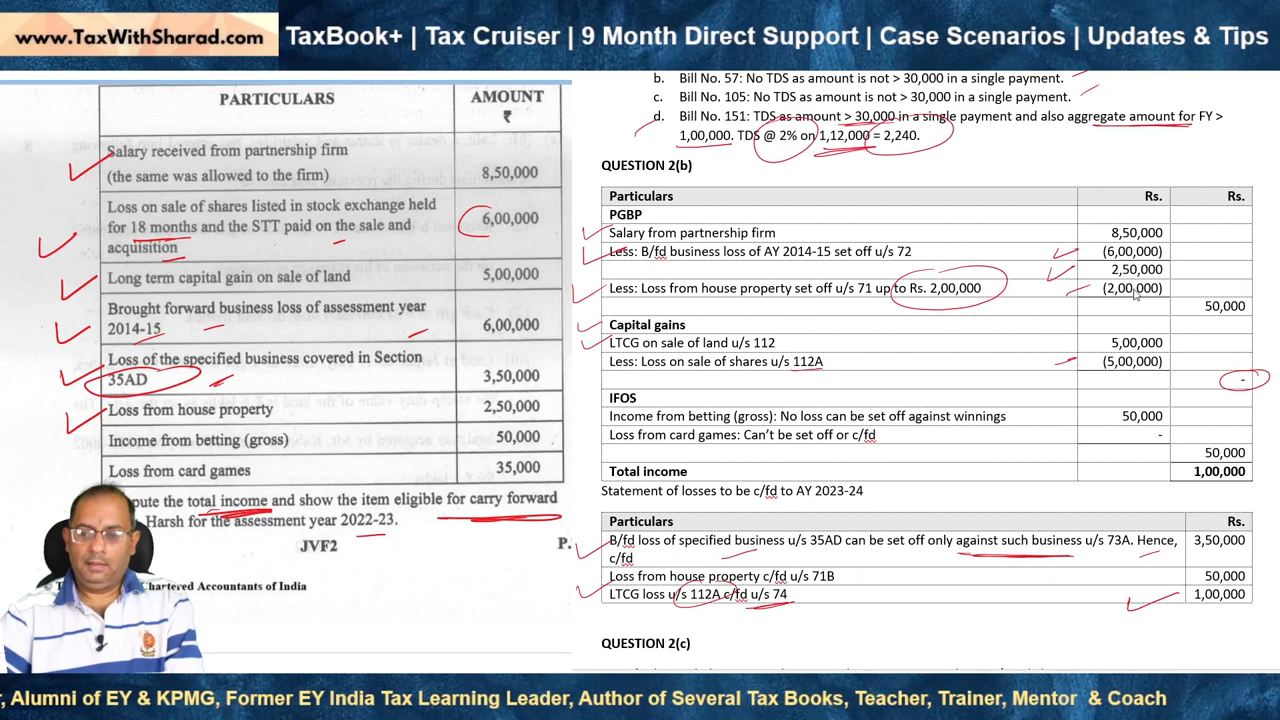 www.TaxWithSharad.com
TaxBook+ | Tax Cruiser | 9 Month Direct Support | Case Scenarios | Updates & Tips
PARTICULARS AMOUNT
₹
Salary received from partnership firm
(the same was allowed to the firm) 8,50,000
Loss on sale of shares listed in stock exchange held
for 18 months and the STT paid on the sale and 6,00,000
acquisition
Long term capital gain on sale of land 5,00,000
Brought forward business loss of assessment year
2014-15 6,00,000
Loss of the specified business covered in Section
35AD 3,50,000
Loss from house property 2,50,000
Income from betting (gross) 50,000
Loss from card games 35,000
pute the total income and show the item eligible for carry forward
Harsh for the assessment year 2022-23.
JVF2 P.
hartered Accountants of India
b. Bill No. 57: No TDS as amount is not > 30,000 in a single payment.
c. Bill No. 105: No TDS as amount is not > 30,000 in a single payment.
d. Bill No. 151: TDS as amount > 30,000 in a single payment and also aggregate amount for FY >
1,00,000. TDS @ 2% on 1,12,000 = 2,240.
QUESTION 2(b)
Particulars Rs. Rs.
PGBP
Salary from partnership firm 8,50,000
Less: B/fd business loss of AY 2014-15 set off u/s 72 (6,00,000)
2,50,000
Less: Loss from house property set off u/s 71 up to Rs. 2,00,000 (2,00,000)
50,000
Capital gains
LTCG on sale of land u/s 112 5,00,000
Less: Loss on sale of shares u/s 112A (5,00,000)
-
IFOS
Income from betting (gross): No loss can be set off against winnings 50,000
Loss from card games: Can't be set off or c/fd -
50,000
Total income 1,00,000
Statement of losses to be c/fd to AY 2023-24
Particulars Rs.
B/fd loss of specified business u/s 35AD can be set off only against such business u/s 73A. Hence, 3,50,000
c/fd
Loss from house property c/fd u/s 71B 50,000
LTCG loss u/s 112A c/fd u/s 74 1,00,000
QUESTION 2(c)
, Alumni of EY & KPMG, Former EY India Tax Learning Leader, Author of Several Tax Books, Teacher, Trainer, Mentor & Coach